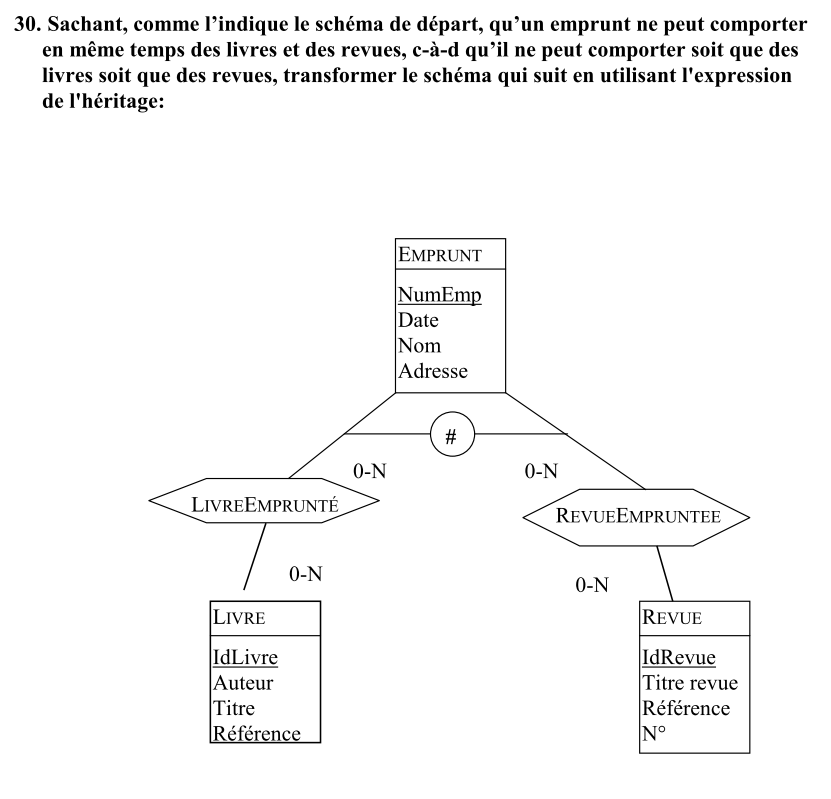 30. Sachant, comme l’indique le schéma de départ, qu’un emprunt ne peut comporter
en même temps des livres et des revues, c-à-d qu’il ne peut comporter soit que des
livres soit que des revues, transformer le schéma qui suit en utilisant l'expression
de l'héritage:
EMPRUNT
NumEmp
Date
Nom
Adresse
#
0-N 0-N
LIVREEMPRUNTÉ
REVUEEMPRUNTEE
0-N
0-N
LIVRE
IdLivre
Auteur
Titre
Référence
REVUE
IdRevue
Titre revue
Référence
N°